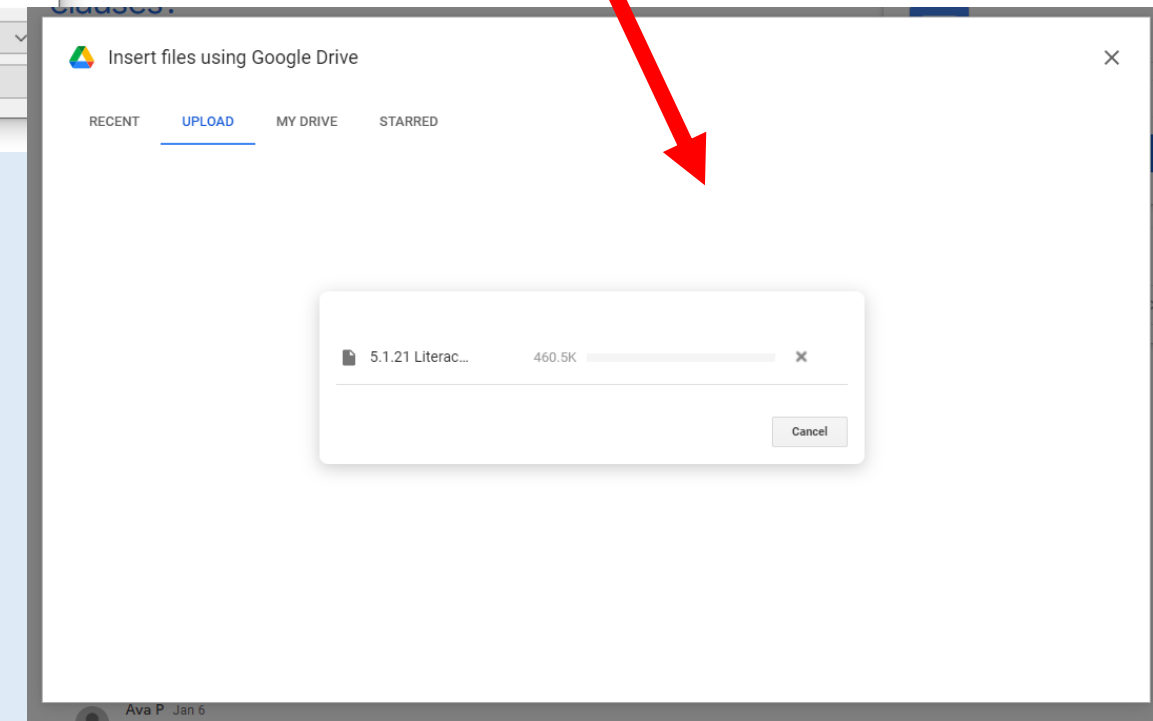 clauses?
Insert files using Google Drive
RECENT UPLOAD MY DRIVE STARRED
5.1.21 Literac... 460.5K
Cancel
Ava P Jan 6